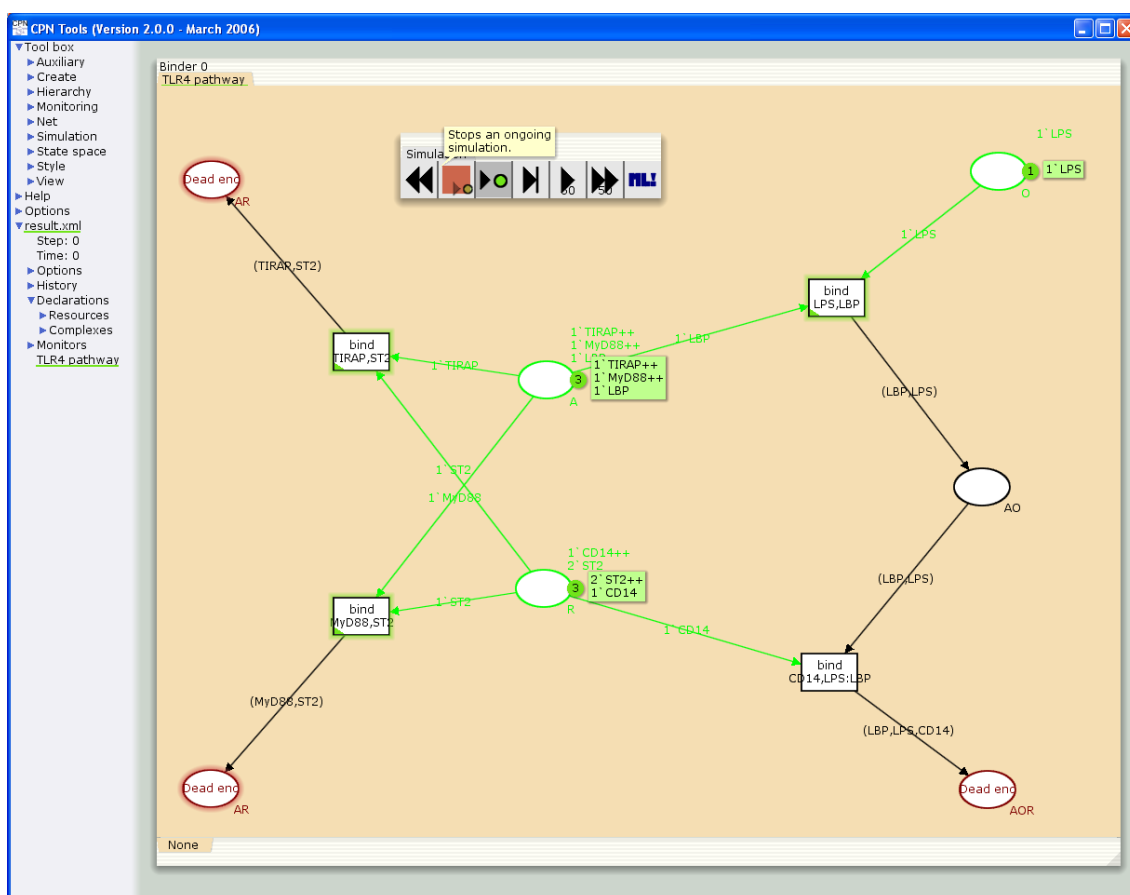 CPN Tools (Version 2.0.0 - March 2006)
Tool box
Auxiliary
Create
Hierarchy
Monitoring
Net
Simulation
State space
Style
View
Help
Options
result.xml
Step: 0
Time: 0
Options
History
Declarations
Resources
Complexes
Monitors
TLR4 pathway
Binder 0
TLR4 pathway
Stops an ongoing
simulation.
50
50
ML!
Dead end
AR
1`LPS
1
1`LPS
O
1`LPS
(TIRAP,ST2)
bind
LPS,LBP
bind
TIRAP,ST2
1`TIRAP
1`TIRAP++
1`MyD88++
1`LBP
3
1`TIRAP++
1`MyD88++
1`LBP
A
1`LBP
(LBP,LPS)
1`ST2
1`MyD88
AO
1`CD14++
2`ST2
3
2`ST2++
1`CD14
R
(LBP,LPS)
bind
MyD88,ST2
1`ST2
1`CD14
bind
CD14,LPS:LBP
(MyD88,ST2)
(LBP,LPS,CD14)
Dead end
AR
Dead end
AOR
None